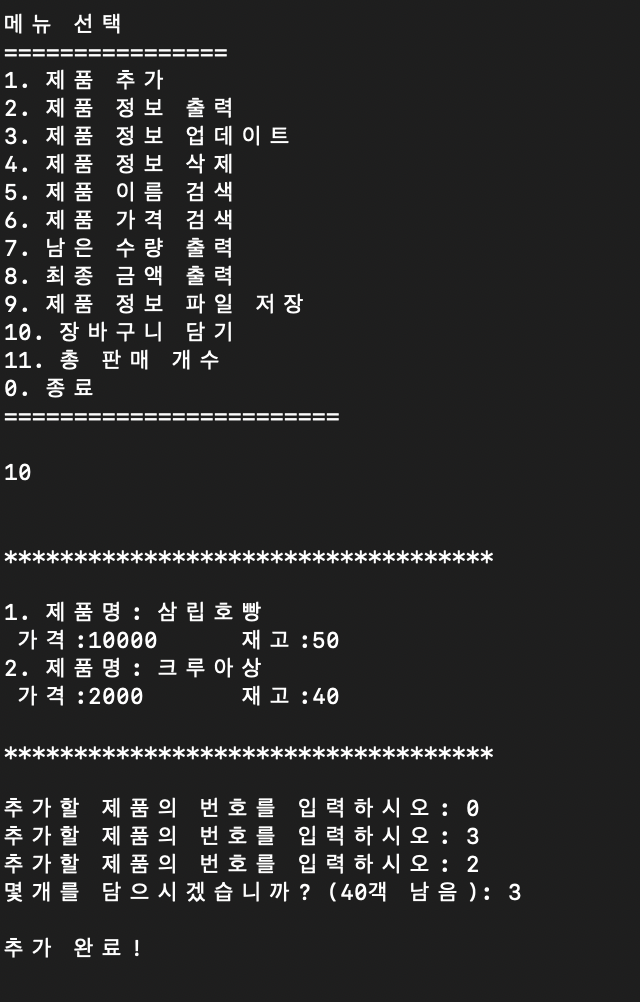 메뉴 선택
================
1. 제품 추가
2. 제품 정보 출력
3. 제품 정보 업데이트
4. 제품 정보 삭제
5. 제품 이름 검색
6. 제품 가격 검색
7. 남은 수량 출력
8. 최종 금액 출력
9. 제품 정보 파일 저장
10. 장바구니 담기
11. 총 판매 개수
0. 종료
========================
10
***********************************
1. 제품명: 삼립호빵
가격:10000 재고:50
2. 제품명: 크루아상
가격:2000 재고:40
***********************************
추가할 제품의 번호를 입력하시오: 0
추가할 제품의 번호를 입력하시오: 3
추가할 제품의 번호를 입력하시오: 2
몇개를 담으시겠습니까? (40객 남음): 3
추가 완료!